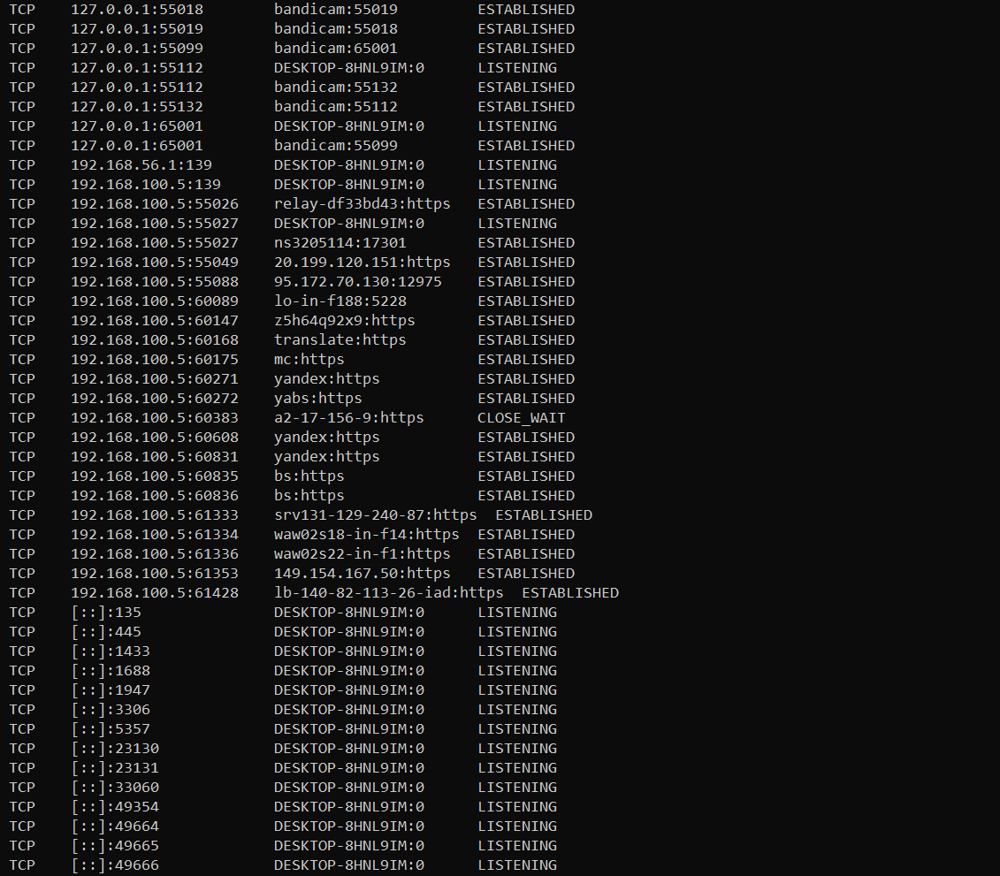 TCP 127.0.0.1:55018 bandicam:55019 ESTABLISHED
TCP 127.0.0.1:55019 bandicam:55018 ESTABLISHED
TCP 127.0.0.1:55099 bandicam:65001 ESTABLISHED
TCP 127.0.0.1:55112 DESKTOP-8HNL9IM:0 LISTENING
TCP 127.0.0.1:55112 bandicam:55132 ESTABLISHED
TCP 127.0.0.1:55132 bandicam:55112 ESTABLISHED
TCP 127.0.0.1:65001 DESKTOP-8HNL9IM:0 LISTENING
TCP 127.0.0.1:65001 bandicam:55099 ESTABLISHED
TCP 192.168.56.1:139 DESKTOP-8HNL9IM:0 LISTENING
TCP 192.168.100.5:139 DESKTOP-8HNL9IM:0 LISTENING
TCP 192.168.100.5:55026 relay-df33bd43:https ESTABLISHED
TCP 192.168.100.5:55027 DESKTOP-8HNL9IM:0 LISTENING
TCP 192.168.100.5:55027 ns3205114:17301 ESTABLISHED
TCP 192.168.100.5:55049 20.199.120.151:https ESTABLISHED
TCP 192.168.100.5:55088 95.172.70.130:12975 ESTABLISHED
TCP 192.168.100.5:60089 lo-in-f188:5228 ESTABLISHED
TCP 192.168.100.5:60147 z5h64q92x9:https ESTABLISHED
TCP 192.168.100.5:60168 translate:https ESTABLISHED
TCP 192.168.100.5:60175 mc:https ESTABLISHED
TCP 192.168.100.5:60271 yandex:https ESTABLISHED
TCP 192.168.100.5:60272 yabs:https ESTABLISHED
TCP 192.168.100.5:60383 a2-17-156-9:https CLOSE_WAIT
TCP 192.168.100.5:60608 yandex:https ESTABLISHED
TCP 192.168.100.5:60831 yandex:https ESTABLISHED
TCP 192.168.100.5:60835 bs:https ESTABLISHED
TCP 192.168.100.5:60836 bs:https ESTABLISHED
TCP 192.168.100.5:61333 srv131-129-240-87:https ESTABLISHED
TCP 192.168.100.5:61334 waw02s18-in-f14:https ESTABLISHED
TCP 192.168.100.5:61336 waw02s22-in-f1:https ESTABLISHED
TCP 192.168.100.5:61353 149.154.167.50:https ESTABLISHED
TCP 192.168.100.5:61428 lb-140-82-113-26-iad:https ESTABLISHED
TCP [::]:135 DESKTOP-8HNL9IM:0 LISTENING
TCP [::]:445 DESKTOP-8HNL9IM:0 LISTENING
TCP [::]:1433 DESKTOP-8HNL9IM:0 LISTENING
TCP [::]:1688 DESKTOP-8HNL9IM:0 LISTENING
TCP [::]:1947 DESKTOP-8HNL9IM:0 LISTENING
TCP [::]:3306 DESKTOP-8HNL9IM:0 LISTENING
TCP [::]:5357 DESKTOP-8HNL9IM:0 LISTENING
TCP [::]:23130 DESKTOP-8HNL9IM:0 LISTENING
TCP [::]:23131 DESKTOP-8HNL9IM:0 LISTENING
TCP [::]:33060 DESKTOP-8HNL9IM:0 LISTENING
TCP [::]:49354 DESKTOP-8HNL9IM:0 LISTENING
TCP [::]:49664 DESKTOP-8HNL9IM:0 LISTENING
TCP [::]:49665 DESKTOP-8HNL9IM:0 LISTENING
TCP [::]:49666 DESKTOP-8HNL9IM:0 LISTENING